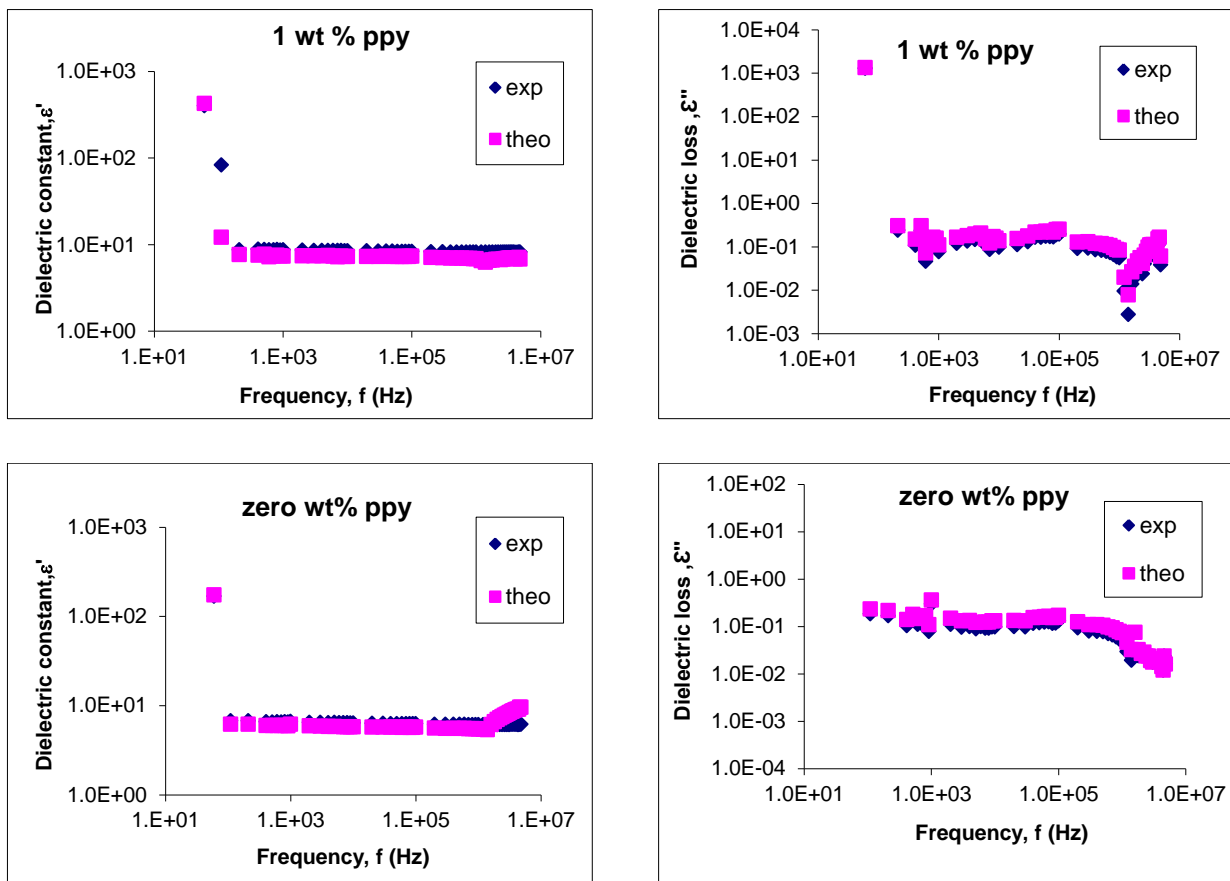 1 wt % ppy
1.0E+03
1.0E+02
1.0E+01
1.0E+00
1.E+01 1.E+03 1.E+05 1.E+07
Dielectric constant,ε'
Frequency, f (Hz)
exp
theo
1 wt % ppy
1.0E+04
1.0E+03
1.0E+02
1.0E+01
1.0E+00
1.0E-01
1.0E-02
1.0E-03
1.0E+01 1.0E+03 1.0E+05 1.0E+07
Dielectric loss ,Ɛ"
Frequency f (Hz)
exp
theo
zero wt% ppy
1.0E+03
1.0E+02
1.0E+01
1.0E+00
1.E+01 1.E+03 1.E+05 1.E+07
Dielectric constant,ε'
Frequency, f (Hz)
exp
theo
zero wt% ppy
1.0E+02
1.0E+01
1.0E+00
1.0E-01
1.0E-02
1.0E-03
1.0E-04
1.0E+01 1.0E+03 1.0E+05 1.0E+07
Dielectric loss ,Ɛ"
Frequency, f (Hz)
exp
theo